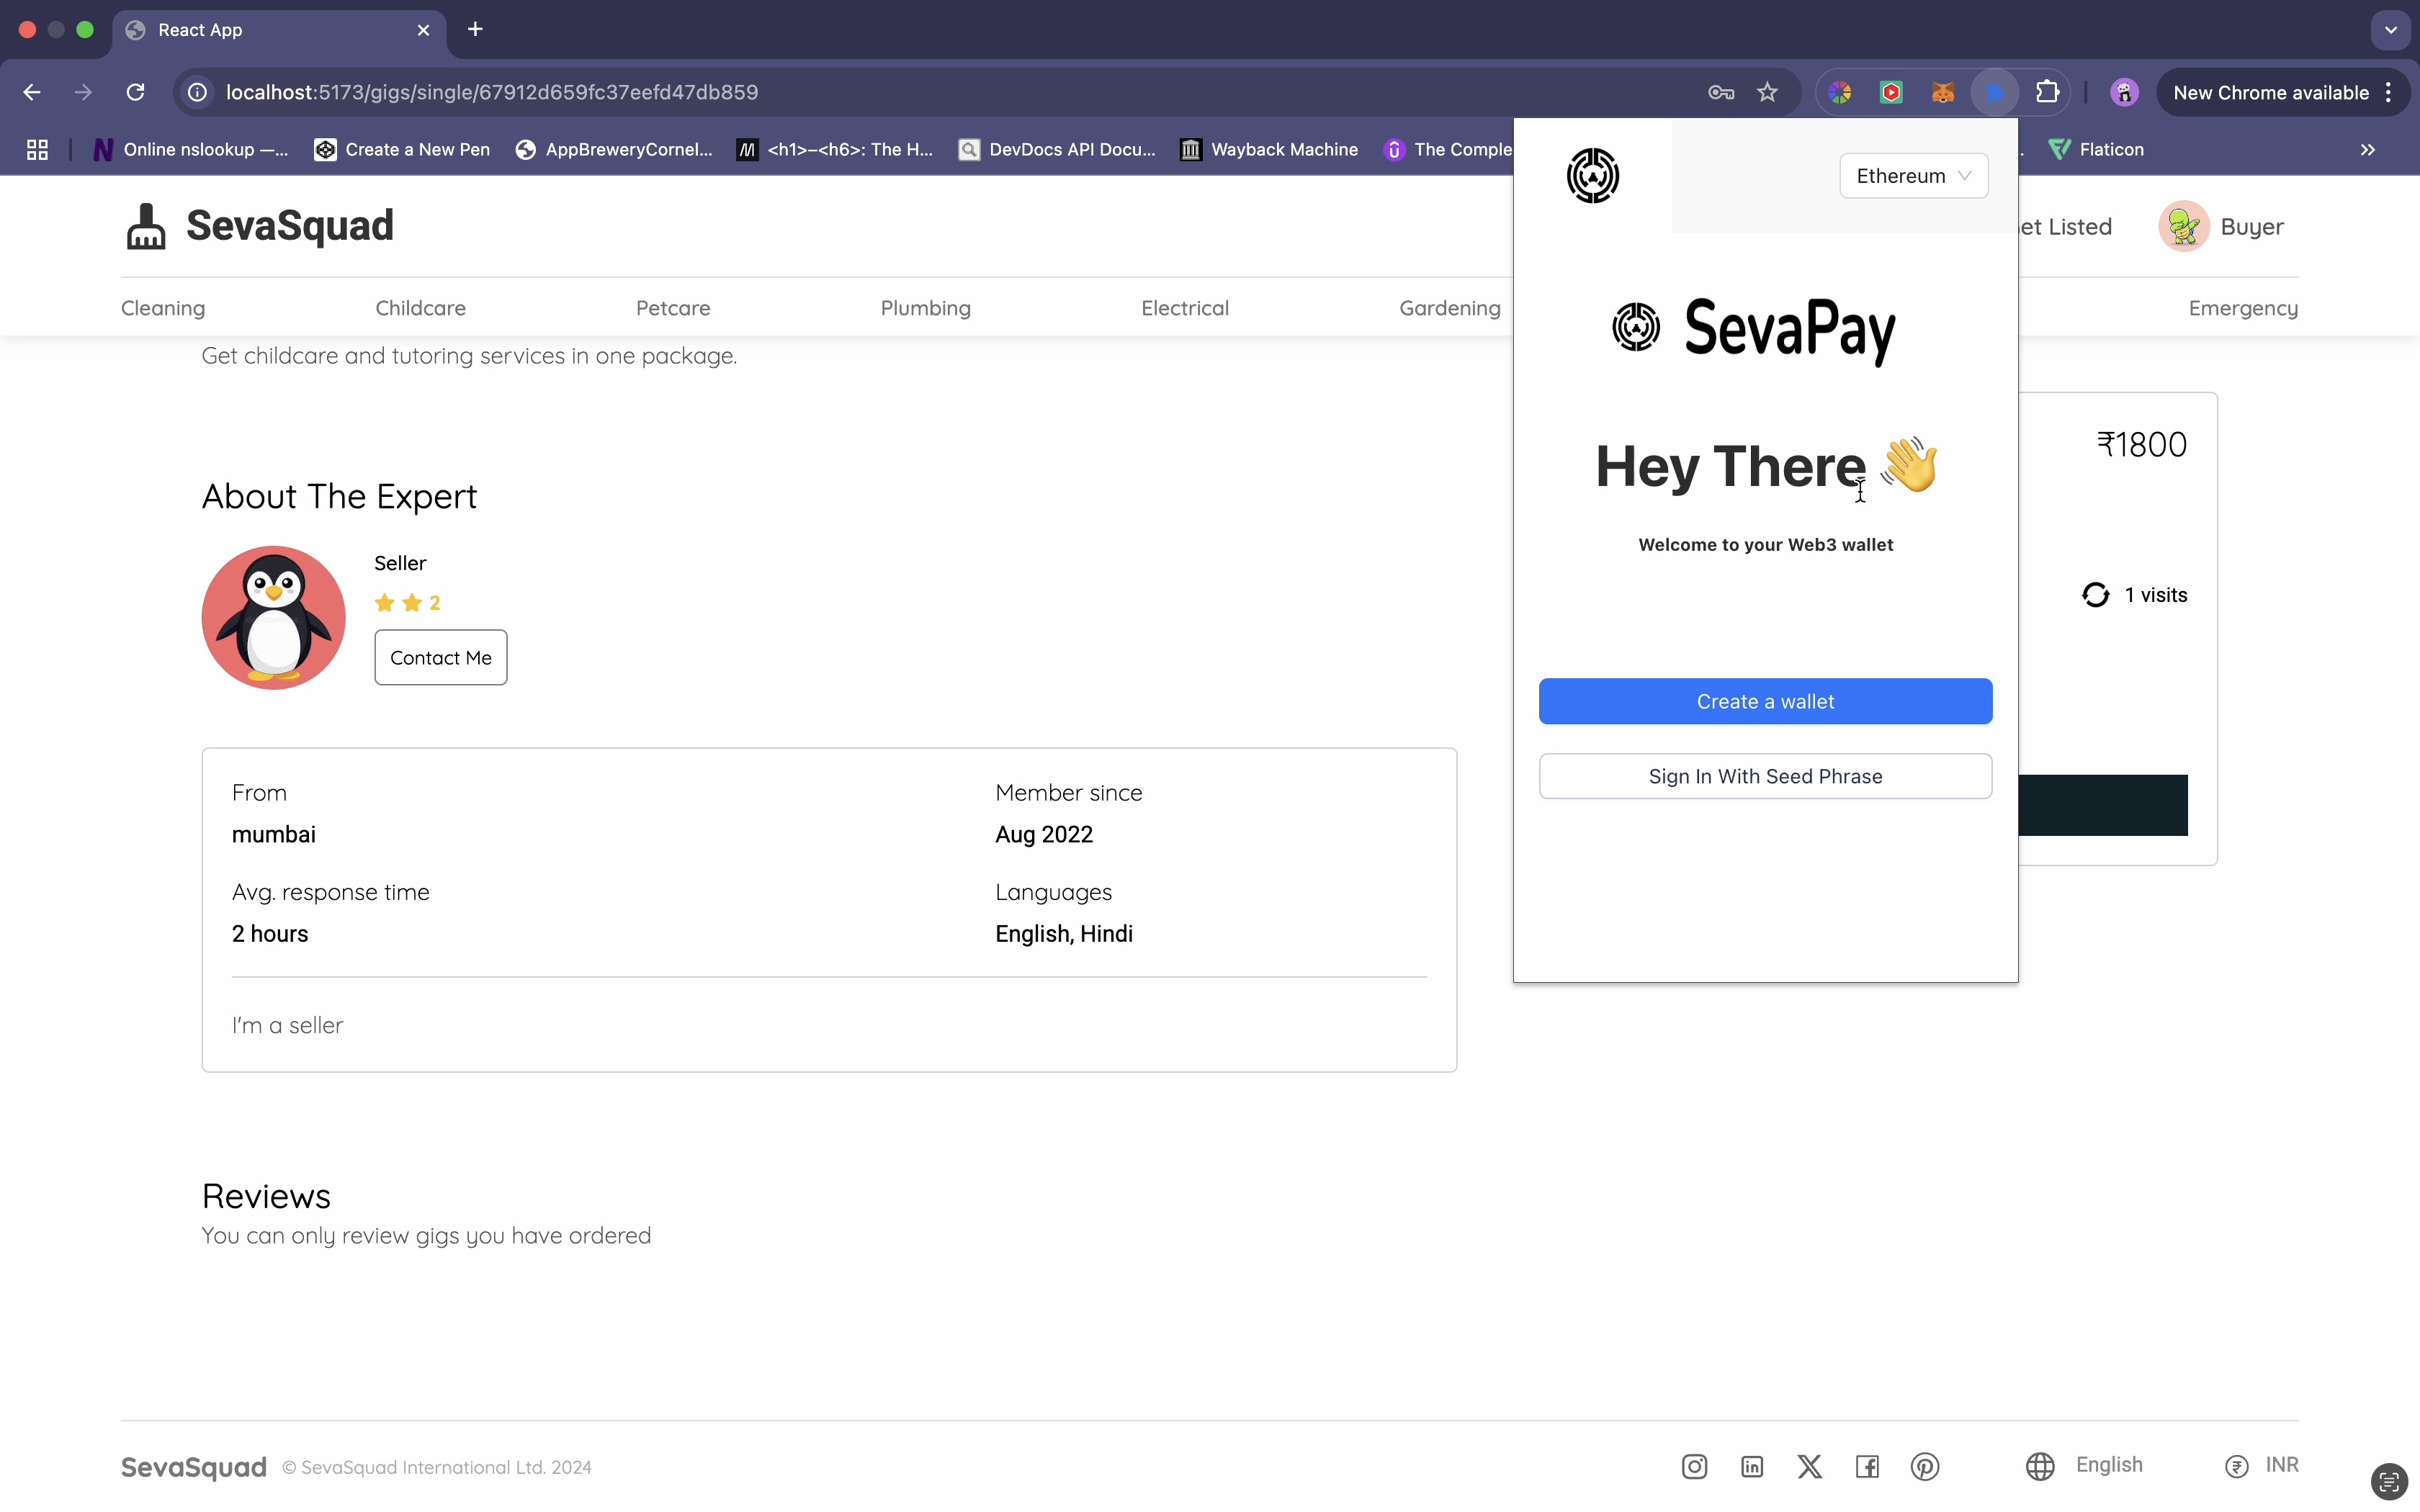 React App
localhost:5173/gigs/single/67912d659fc37eefd47db859
New Chrome available
Online nslookup —...
Create a New Pen
AppBreweryCornel...
<h1>–<h6>: The H...
DevDocs API Docu...
Wayback Machine
The Comple
Flaticon
SevaSquad
Listed
Buyer
Cleaning
Childcare
Petcare
Plumbing
Electrical
Gardening
Emergency
Get childcare and tutoring services in one package.
About The Expert
Seller
2
Contact Me
From
mumbai
Member since
Aug 2022
Avg. response time
2 hours
Languages
English, Hindi
I'm a seller
Reviews
You can only review gigs you have ordered
Ethereum
SevaPay
Hey There 👋
Welcome to your Web3 wallet
Create a wallet
Sign In With Seed Phrase
₹1800
1 visits
SevaSquad © SevaSquad International Ltd. 2024
English
INR